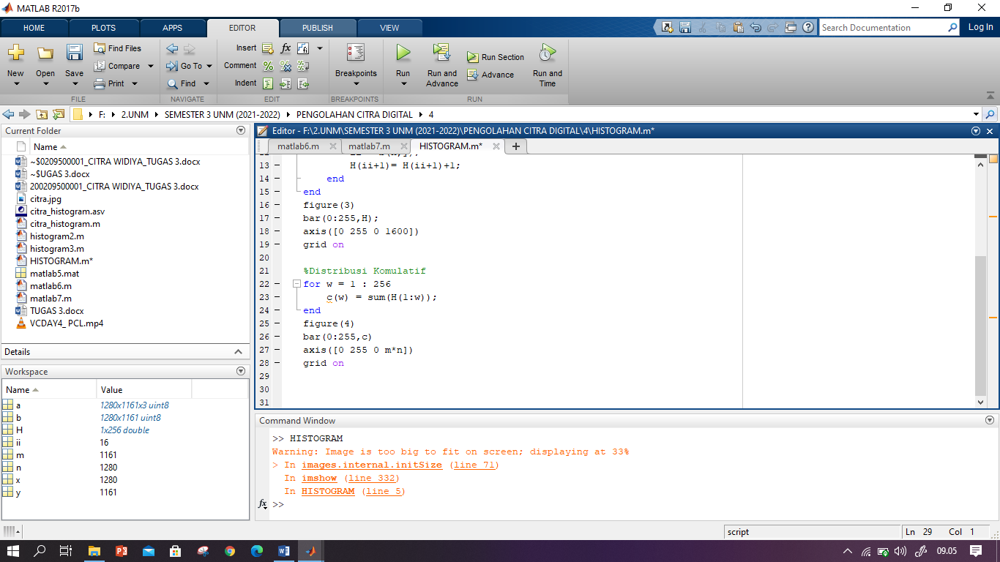 MATLAB R2017b
HOME PLOTS APPS EDITOR PUBLISH VIEW Search Documentation Log In
New Open Save Find Files Compare Print
Go To Find
Insert fx Comment Indent
Breakpoints
Run Run and Advance Run Section Advance Run and Time
FILE NAVIGATE EDIT BREAKPOINTS RUN
F: 2.UNM SEMESTER 3 UNM (2021-2022) PENGOLAHAN CITRA DIGITAL 4
Current Folder
Name
~$0209500001_CITRA WIDIYA_TUGAS 3.docx
~$UGAS 3.docx
200209500001_CITRA WIDIYA_TUGAS 3.docx
citra.jpg
citra_histogram.asv
citra_histogram.m
histogram2.m
histogram3.m
HISTOGRAM.m*
matlab5.mat
matlab6.m
matlab7.m
TUGAS 3.docx
VCDAY4_ PCL.mp4
Details
Workspace
Name Value
a 1280x1161x3 uint8
b 1280x1161 uint8
H 1x256 double
ii 16
m 1161
n 1280
x 1280
y 1161
Editor - F:\2.UNM\SEMESTER 3 UNM (2021-2022)\PENGOLAHAN CITRA DIGITAL\4\HISTOGRAM.m*
matlab6.m matlab7.m HISTOGRAM.m* +
13 H(ii+1)= H(ii+1)+1;
14 end
15 end
16 figure(3)
17 bar(0:255,H);
18 axis([0 255 0 1600])
19 grid on
20
21 %Distribusi Komulatif
22 for w = 1 : 256
23 c(w) = sum(H(1:w));
24 end
25 figure(4)
26 bar(0:255,c)
27 axis([0 255 0 m*n])
28 grid on
29
30
31
Command Window
>> HISTOGRAM
Warning: Image is too big to fit on screen; displaying at 33%
> In images.internal.initSize (line 71)
In imshow (line 332)
In HISTOGRAM (line 5)
fx >>
script Ln 29 Col 1
09.05